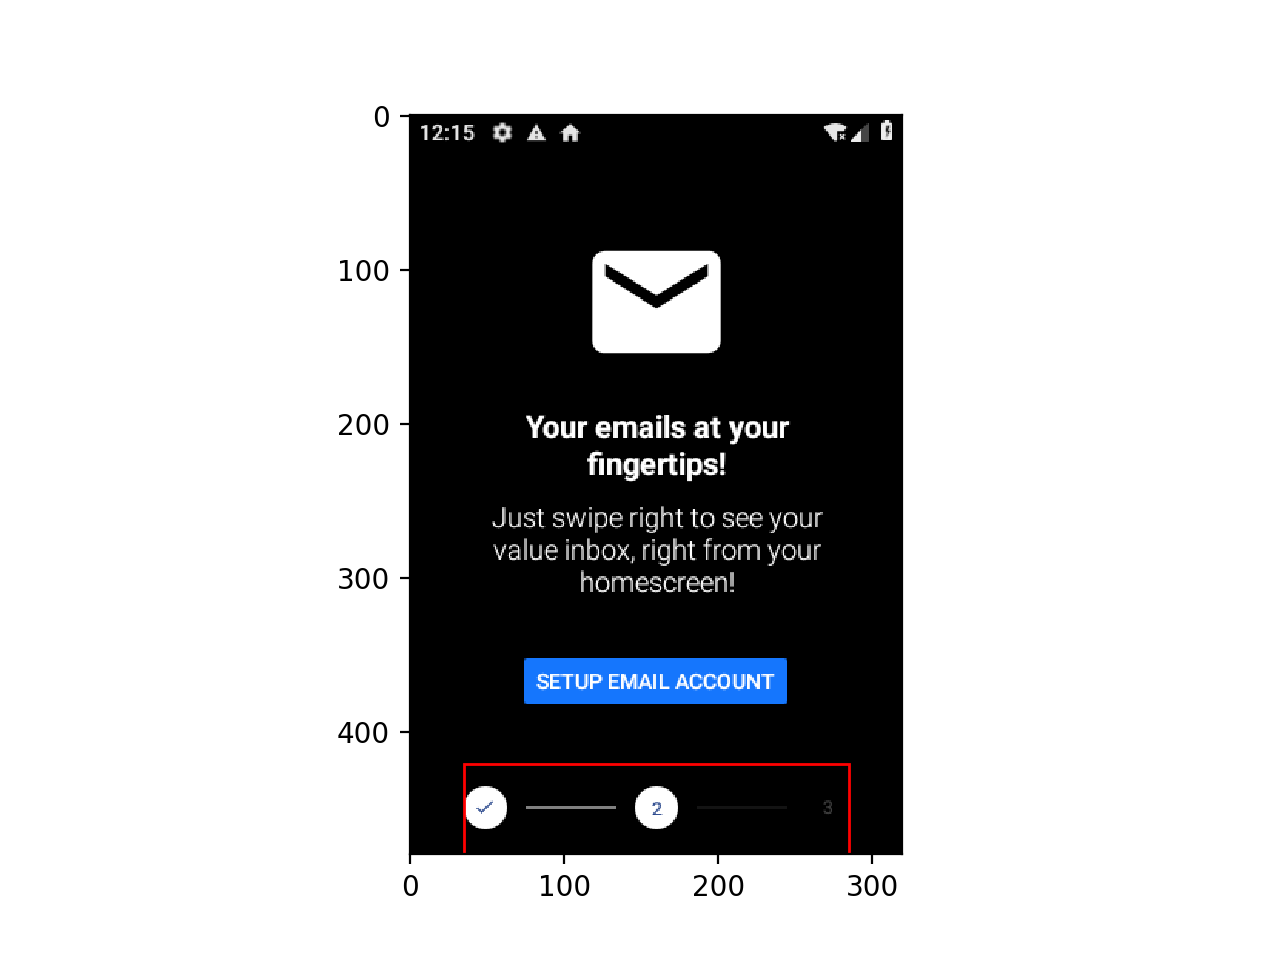 0
12:15
100
200
Your emails at your
fingertips!
Just swipe right to see your
value inbox, right from your
homescreen!
300
SETUP EMAIL ACCOUNT
400
2
3
0 100 200 300